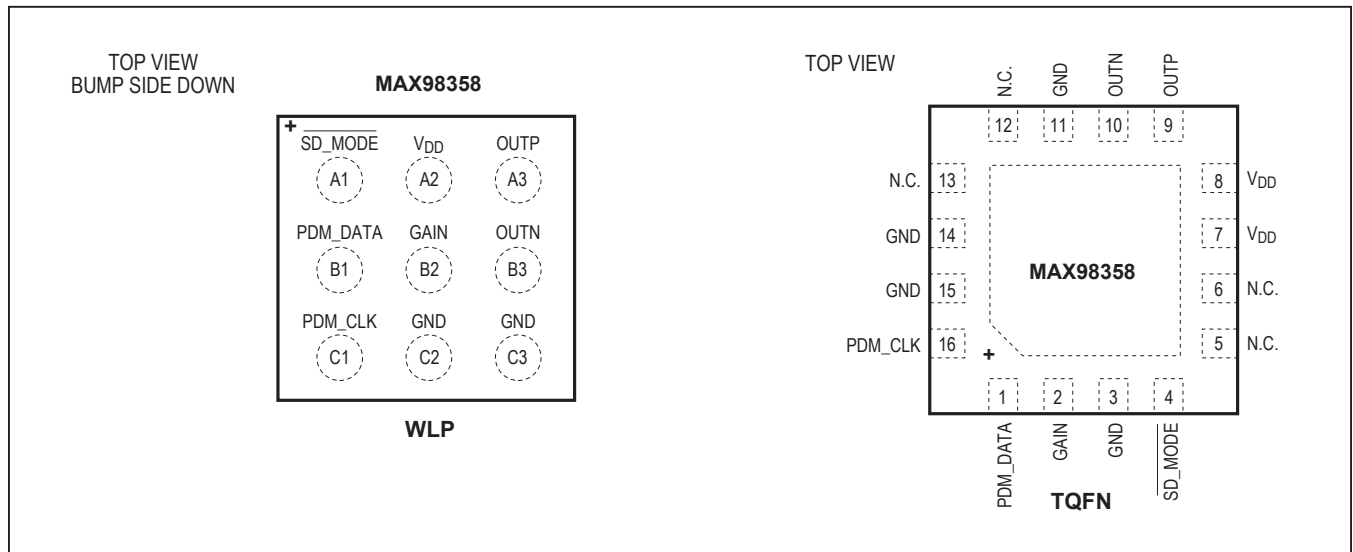 TOP VIEW
BUMP SIDE DOWN
MAX98358
+
SD_MODE VDD OUTP
A1 A2 A3
PDM_DATA GAIN OUTN
B1 B2 B3
PDM_CLK GND GND
C1 C2 C3
WLP
TOP VIEW
N.C. GND OUTN OUTP
12 11 10 9
N.C. 13
GND 14
GND 15
PDM_CLK 16
MAX98358
8 VDD
7 VDD
6 N.C.
5 N.C.
+
1 2 3 4
PDM_DATA GAIN GND SD_MODE
TQFN